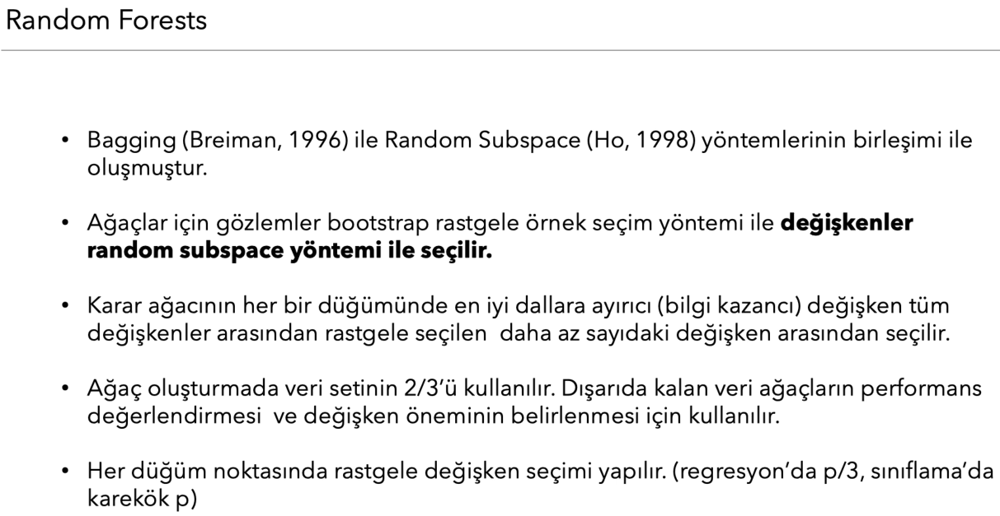 Random Forests
• Bagging (Breiman, 1996) ile Random Subspace (Ho, 1998) yöntemlerinin birleşimi ile
oluşmuştur.
• Ağaçlar için gözlemler bootstrap rastgele örnek seçim yöntemi ile değişkenler
random subspace yöntemi ile seçilir.
• Karar ağacının her bir düğümünde en iyi dallara ayırıcı (bilgi kazancı) değişken tüm
değişkenler arasından rastgele seçilen daha az sayıdaki değişken arasından seçilir.
• Ağaç oluşturmada veri setinin 2/3’ü kullanılır. Dışarıda kalan veri ağaçların performans
değerlendirmesi ve değişken öneminin belirlenmesi için kullanılır.
• Her düğüm noktasında rastgele değişken seçimi yapılır. (regresyon’da p/3, sınıflama’da
karekök p)